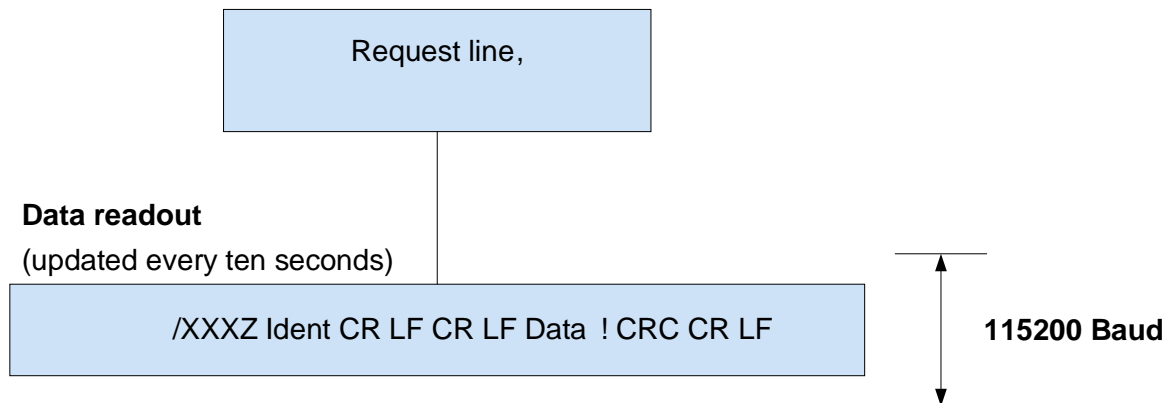 Request line,
Data readout
(updated every ten seconds)
/XXXZ Ident CR LF CR LF Data ! CRC CR LF
115200 Baud